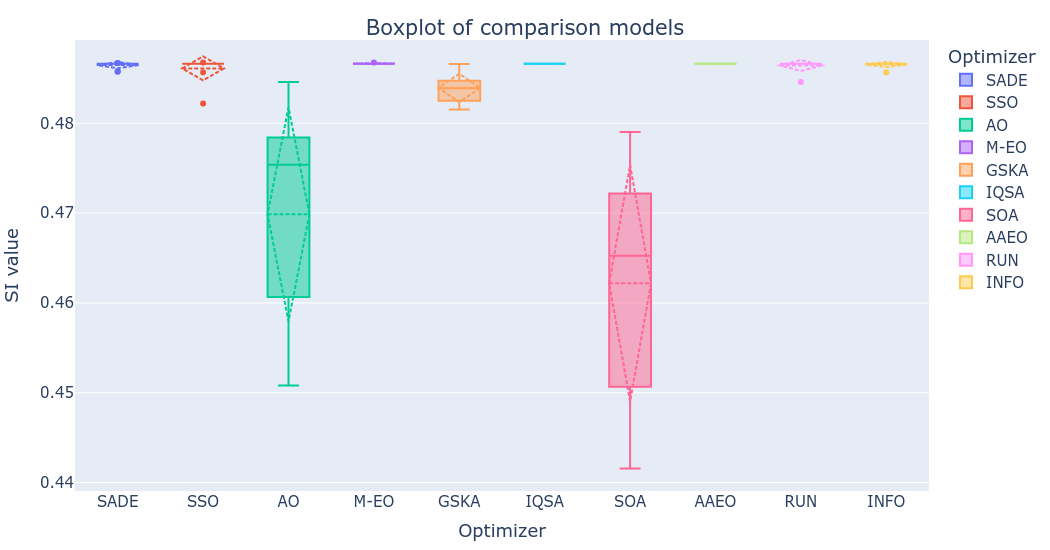 Boxplot of comparison models
SI value
0.48
0.47
0.46
0.45
0.44
SADE SSO AO M-EO GSKA IQSA SOA AAEO RUN INFO
Optimizer
Optimizer
SADE
SSO
AO
M-EO
GSKA
IQSA
SOA
AAEO
RUN
INFO